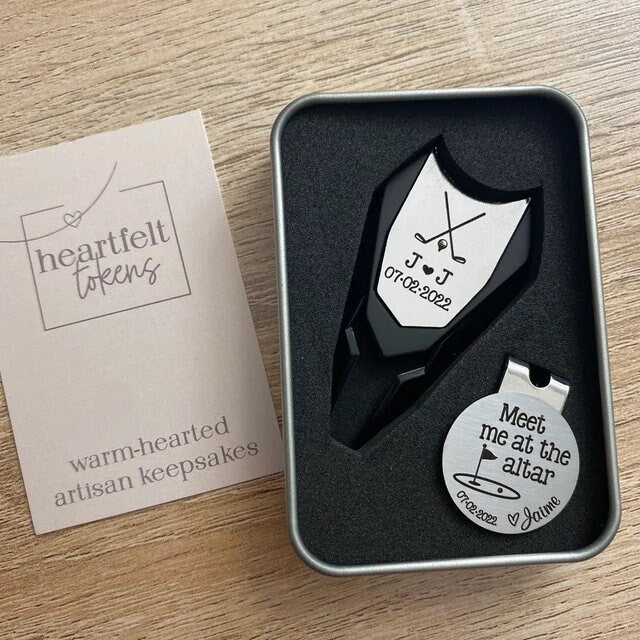 heartfelt
tokens
warm-hearted
artisan keepsakes
J ♥ J
07·02·2022
Meet
me at the
altar
07·02·2022
♡ Jaime